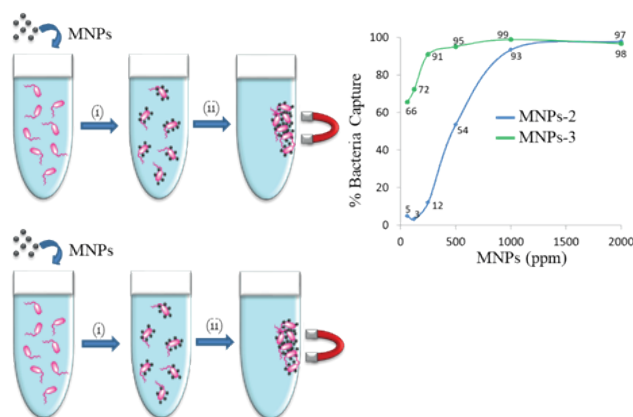 MNPs
(i)
(ii)
% Bacteria Capture
100
80
60
40
20
0
66
72
91
95
99
97
5
3
12
54
93
98
MNPs-2
MNPs-3
0
500
1000
1500
2000
MNPs (ppm)
MNPs
(i)
(ii)